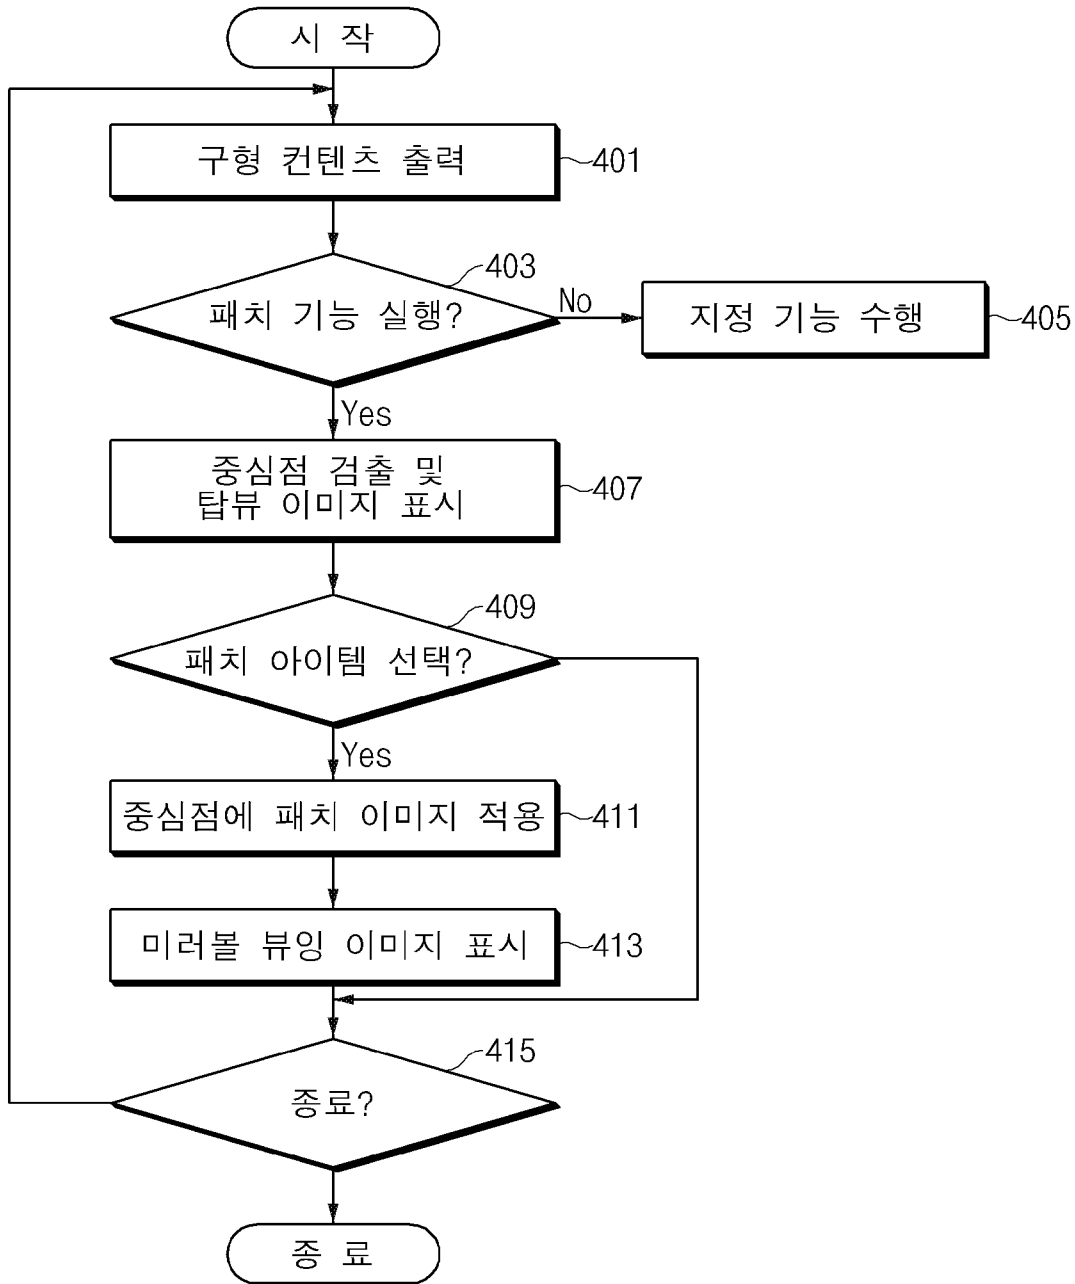 시 작
구형 컨텐츠 출력
401
403
패치 기능 실행?
No
지정 기능 수행
405
Yes
중심점 검출 및
탑뷰 이미지 표시
407
409
패치 아이템 선택?
Yes
중심점에 패치 이미지 적용
411
미러볼 뷰잉 이미지 표시
413
415
종료?
종 료